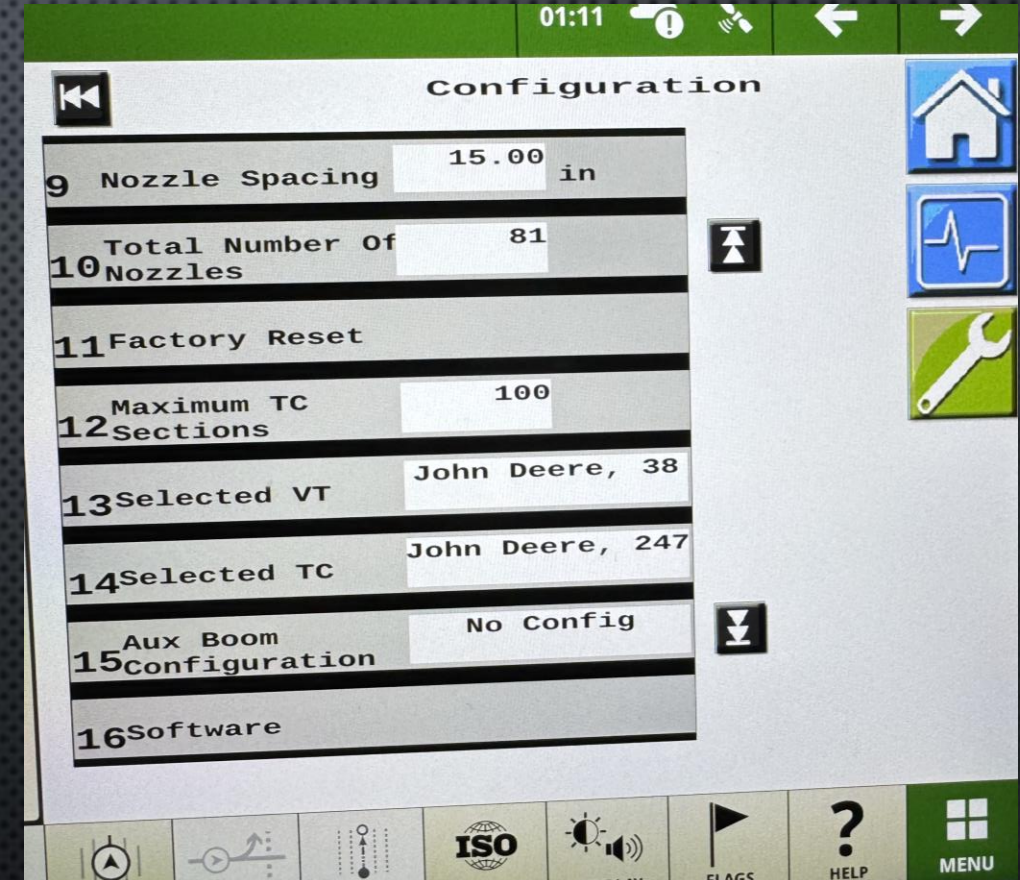 01:11
Configuration
9 Nozzle Spacing 15.00 in
10 Total Number Of 81
Nozzles
11 Factory Reset
12 Maximum TC 100
Sections
13 Selected VT John Deere, 38
14 Selected TC John Deere, 247
15 Aux Boom No Config
Configuration
16 Software
ISO
FLAGS
HELP
MENU